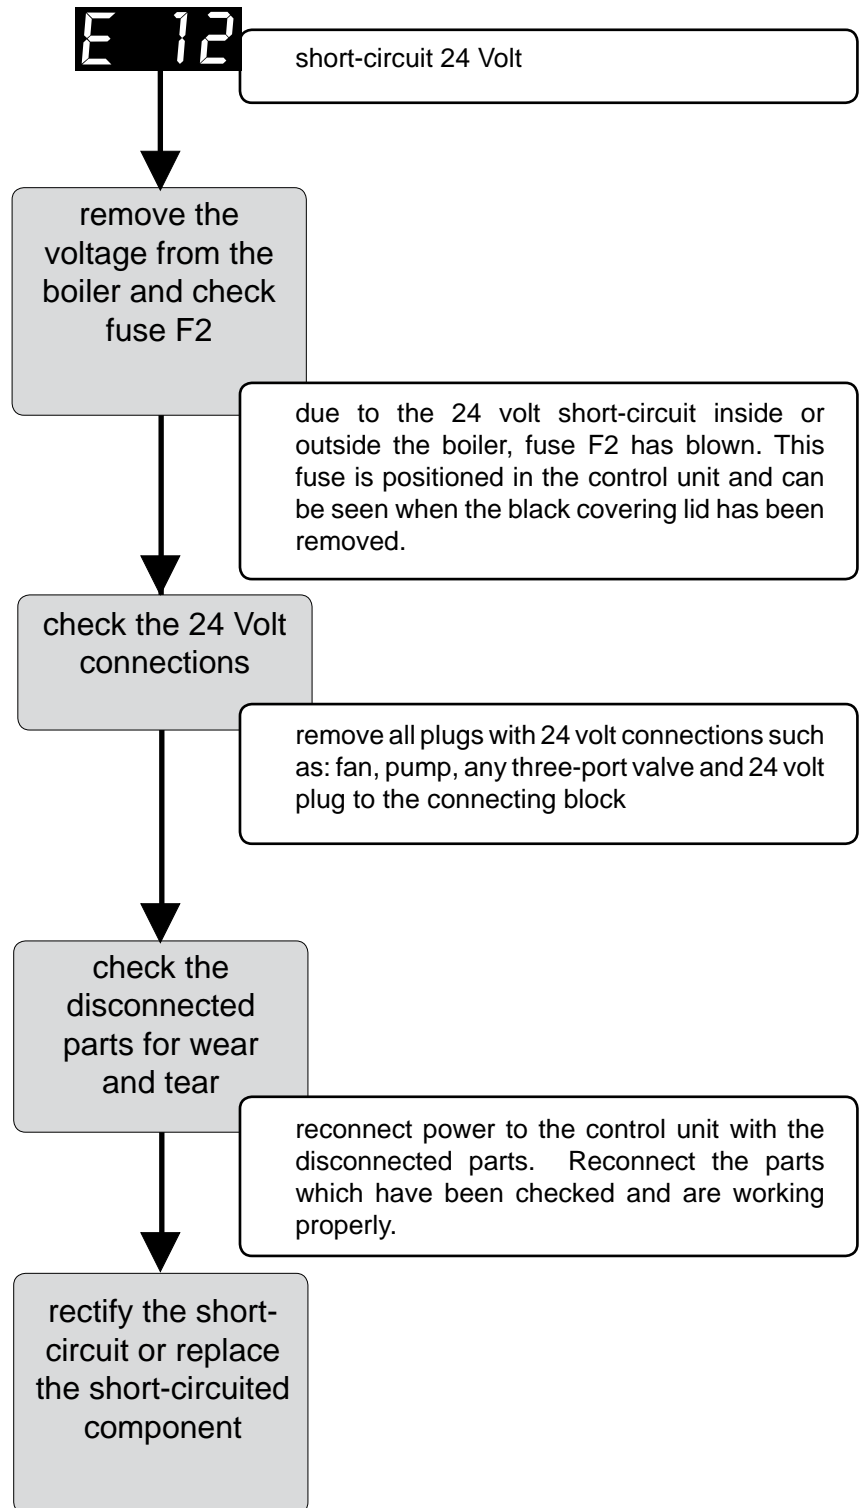 E 12
short-circuit 24 Volt
remove the
voltage from the
boiler and check
fuse F2
due to the 24 volt short-circuit inside or
outside the boiler, fuse F2 has blown. This
fuse is positioned in the control unit and can
be seen when the black covering lid has been
removed.
check the 24 Volt
connections
remove all plugs with 24 volt connections such
as: fan, pump, any three-port valve and 24 volt
plug to the connecting block
check the
disconnected
parts for wear
and tear
reconnect power to the control unit with the
disconnected parts. Reconnect the parts
which have been checked and are working
properly.
rectify the short-
circuit or replace
the short-circuited
component